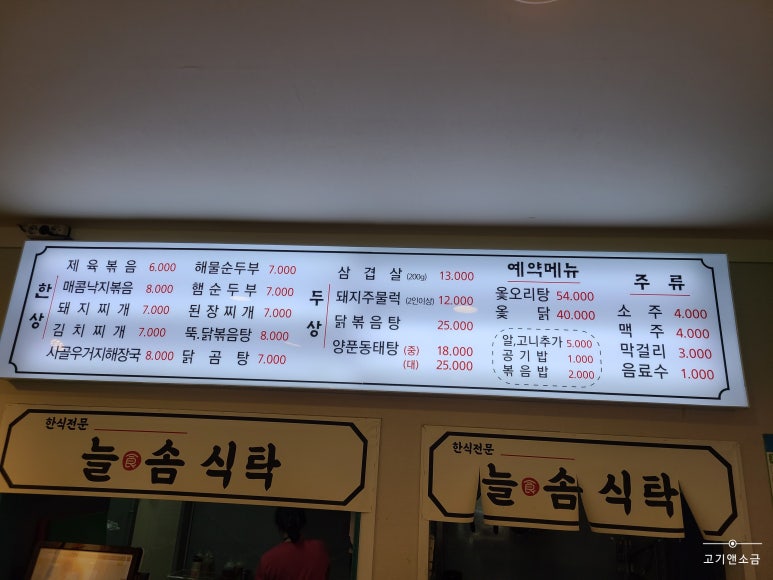 한상
제육볶음 6.000
매콤낙지볶음 8.000
돼지찌개 7.000
김치찌개 7.000
사골우거지해장국 8.000
해물순두부 7.000
햄순두부 7.000
된장찌개 7.000
뚝.닭볶음탕 8.000
닭곰탕 7.000
두상
삼겹살 (200g) 13.000
돼지주물럭 (2인이상) 12.000
닭볶음탕 25.000
양푼동태탕 (중) 18.000
(대) 25.000
예약메뉴
옻오리탕 54.000
옻닭 40.000
알,고니추가 5.000
공기밥 1.000
볶음밥 2.000
주류
소주 4.000
맥주 4.000
막걸리 3.000
음료수 1.000
한식전문
늘食솜식탁
한식전문
늘食솜식탁
고기앤소금